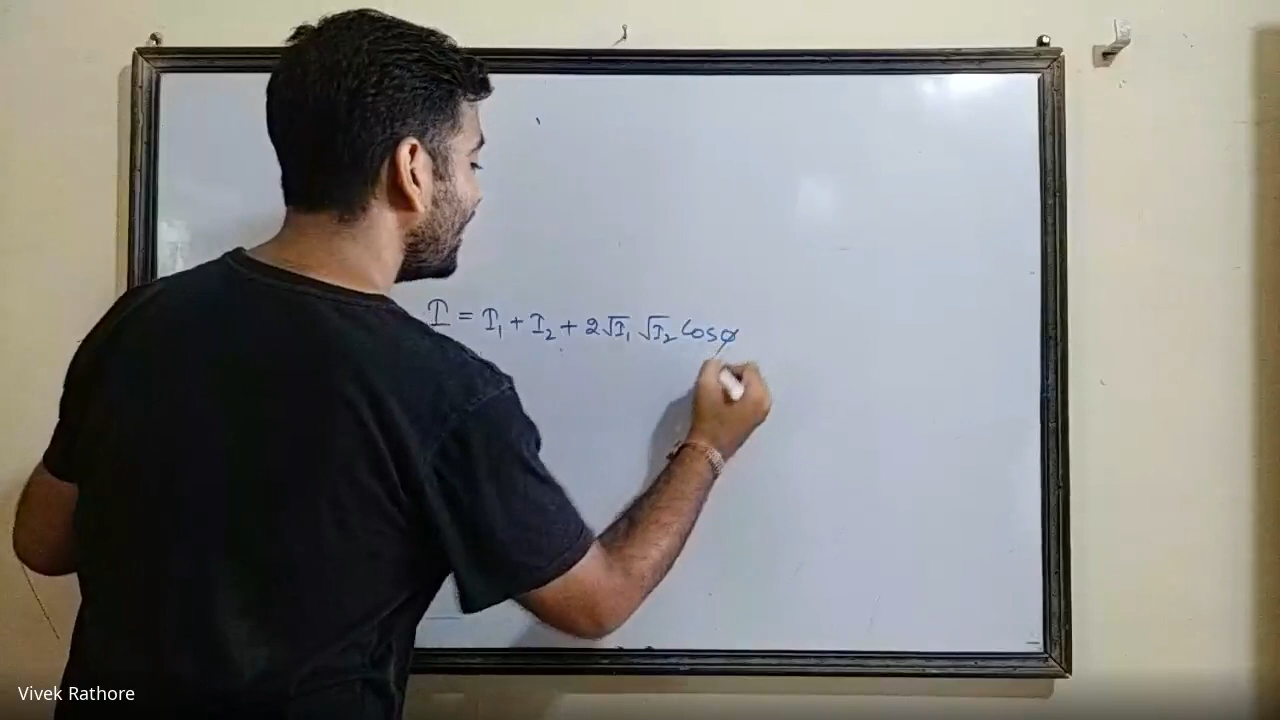 I = I₁ + I₂ + 2√I₁ √I₂ Cosφ
Vivek Rathore